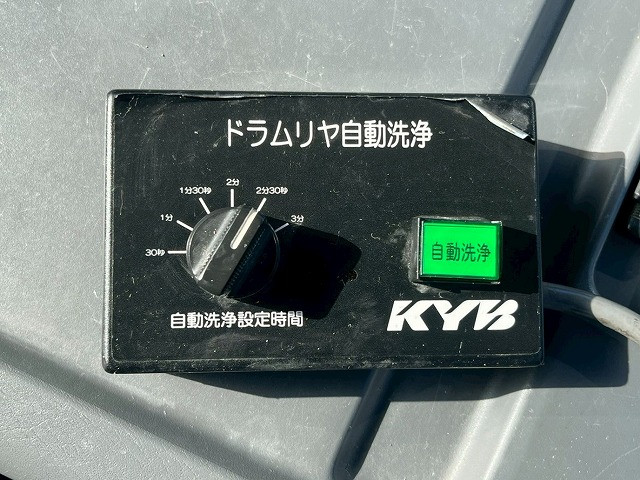 ドラムリヤ自動洗浄
30秒
1分
1分30秒
2分
2分30秒
3分
自動洗浄
自動洗浄設定時間
KYB